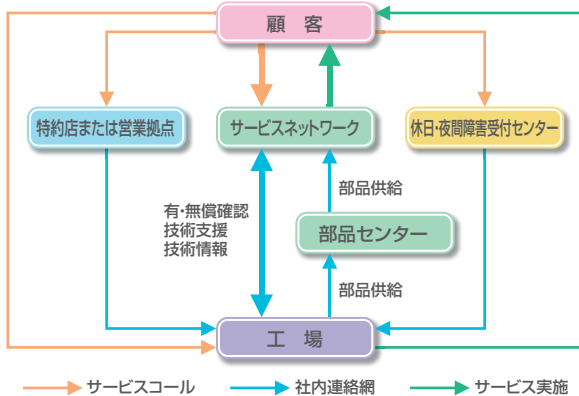 顧　客
特約店または営業拠点
サービスネットワーク
休日・夜間障害受付センター
有・無償確認
技術支援
技術情報
部品供給
部品センター
部品供給
工　場
サービスコール
社内連絡網
サービス実施